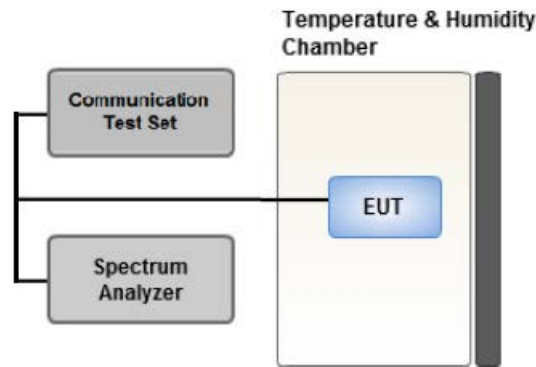 Temperature & Humidity
Chamber
Communication
Test Set
EUT
Spectrum
Analyzer